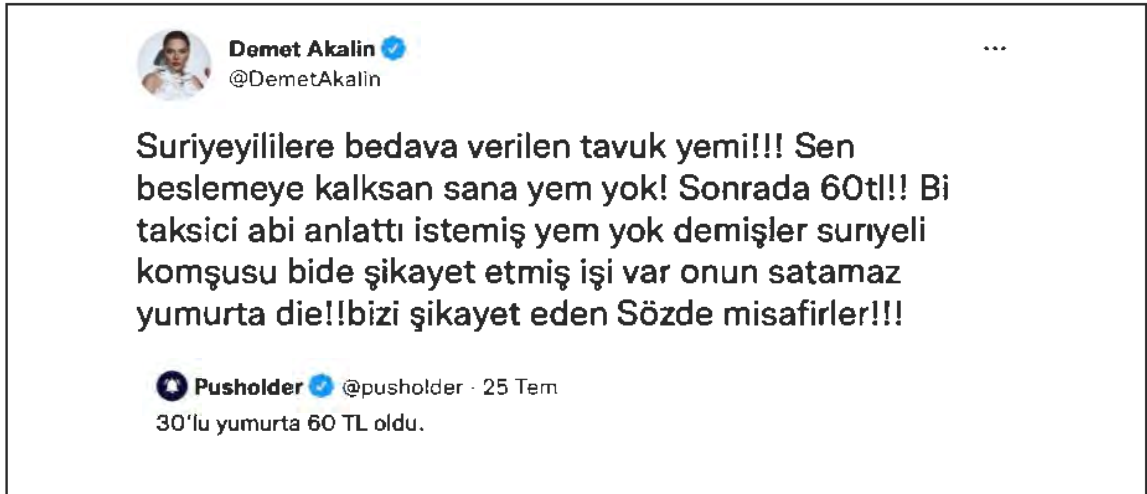 Demet Akalin
@DemetAkalin
...
Suriyeyililere bedava verilen tavuk yemi!!! Sen
beslemeye kalksan sana yem yok! Sonrada 60tl!! Bi
taksici abi anlattı istemiş yem yok demişler surıyeli
komşusu bide şikayet etmiş işi var onun satamaz
yumurta die!!bizi şikayet eden Sözde misafirler!!!
Pusholder @pusholder · 25 Tem
30'lu yumurta 60 TL oldu.